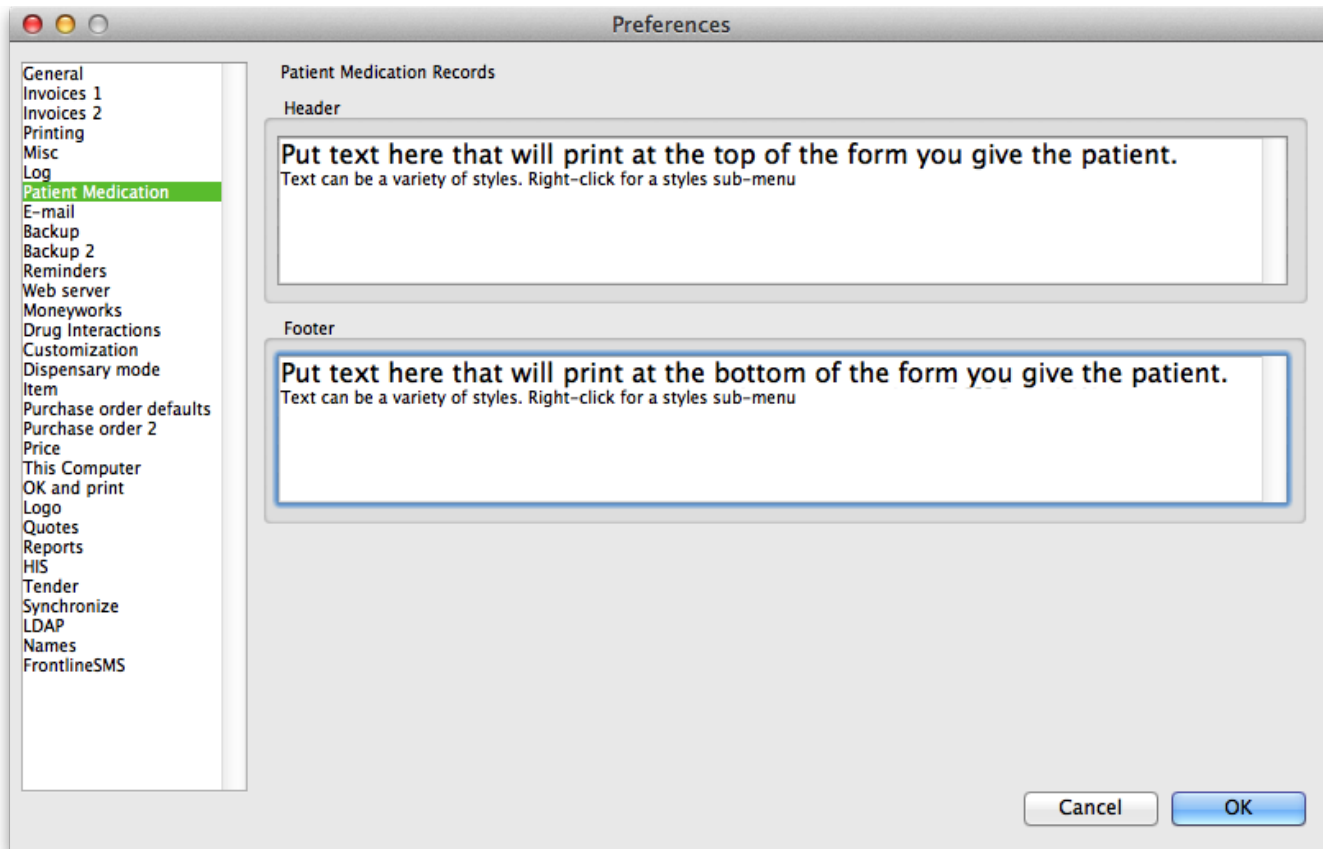 Preferences
General
Invoices 1
Invoices 2
Printing
Misc
Log
Patient Medication
E-mail
Backup
Backup 2
Reminders
Web server
Moneyworks
Drug Interactions
Customization
Dispensary mode
Item
Purchase order defaults
Purchase order 2
Price
This Computer
OK and print
Logo
Quotes
Reports
HIS
Tender
Synchronize
LDAP
Names
FrontlineSMS
Patient Medication Records
Header
Put text here that will print at the top of the form you give the patient.
Text can be a variety of styles. Right-click for a styles sub-menu
Footer
Put text here that will print at the bottom of the form you give the patient.
Text can be a variety of styles. Right-click for a styles sub-menu
Cancel
OK